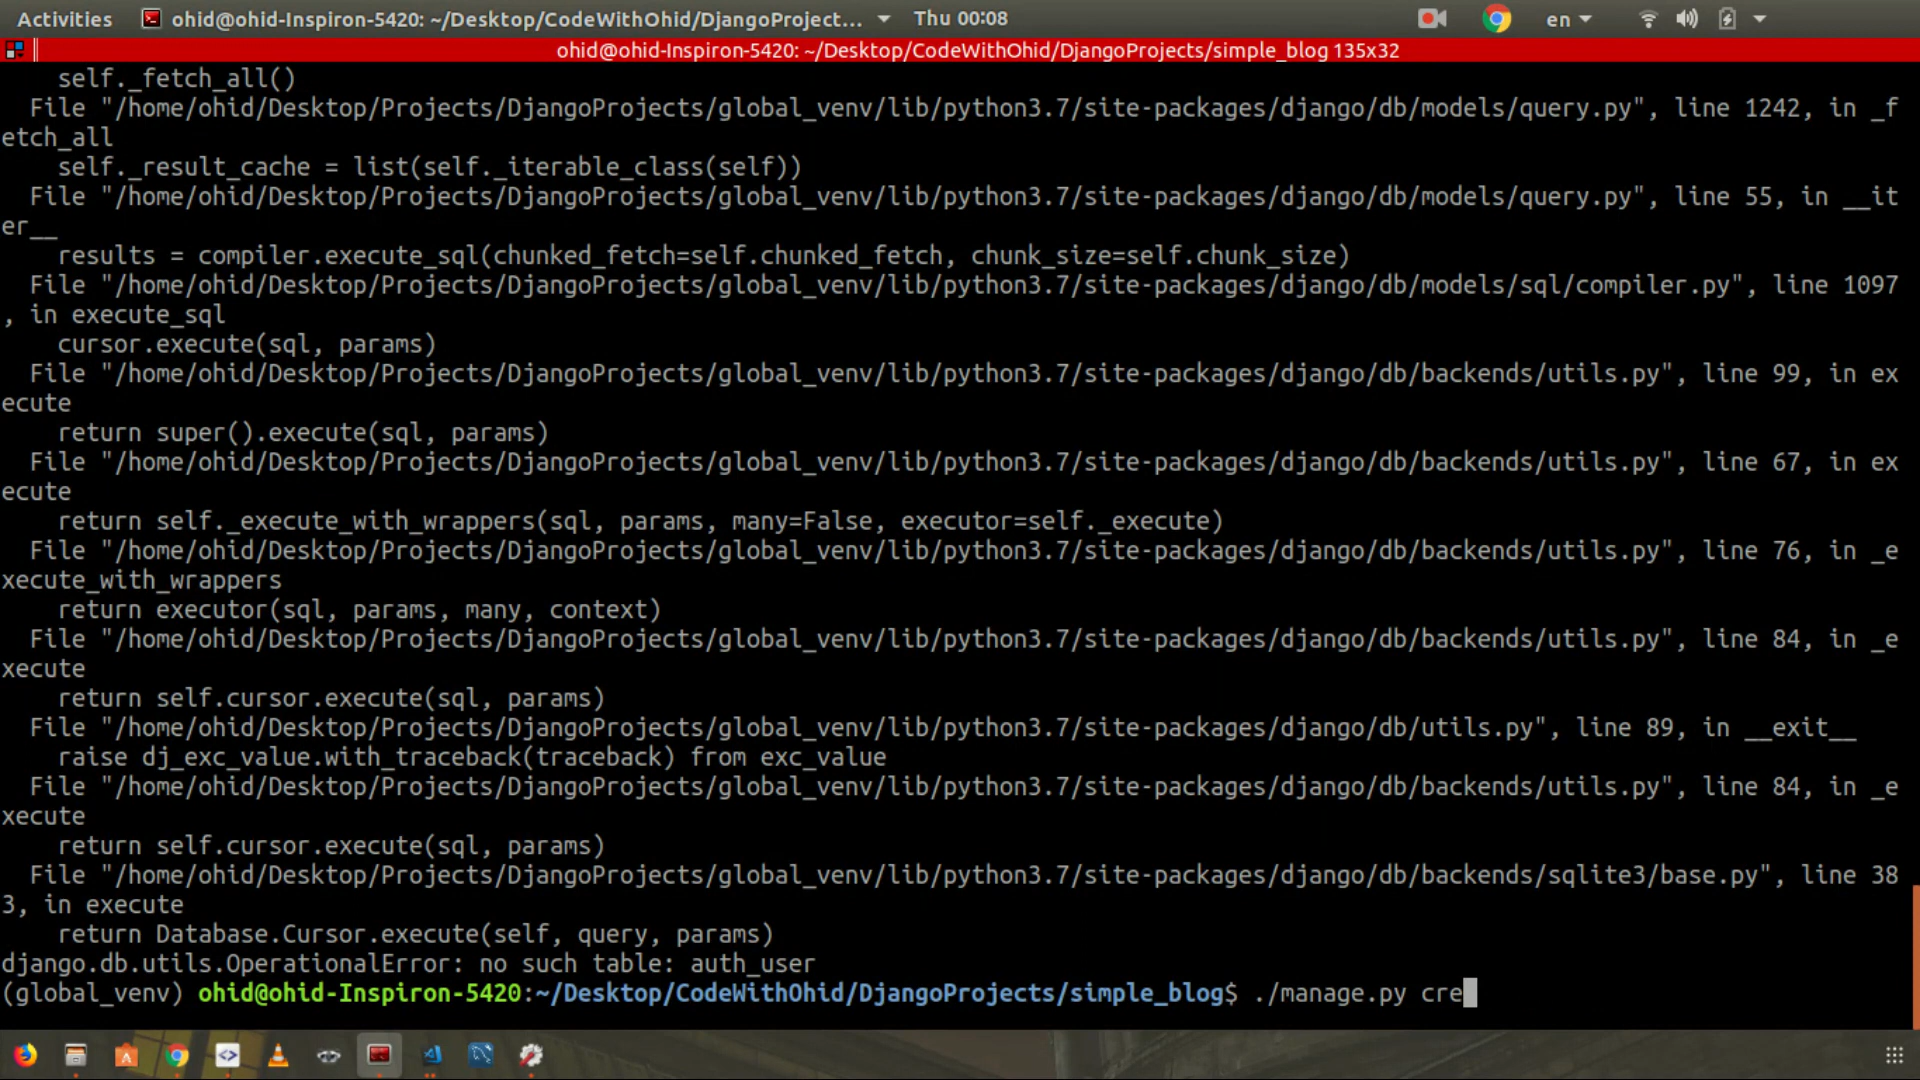 Activities
ohid@ohid-Inspiron-5420: ~/Desktop/CodeWithOhid/DjangoProject...
Thu 00:08
en
ohid@ohid-Inspiron-5420: ~/Desktop/CodeWithOhid/DjangoProjects/simple_blog 135x32
    self._fetch_all()
  File "/home/ohid/Desktop/Projects/DjangoProjects/global_venv/lib/python3.7/site-packages/django/db/models/query.py", line 1242, in _f
etch_all
    self._result_cache = list(self._iterable_class(self))
  File "/home/ohid/Desktop/Projects/DjangoProjects/global_venv/lib/python3.7/site-packages/django/db/models/query.py", line 55, in __it
er__
    results = compiler.execute_sql(chunked_fetch=self.chunked_fetch, chunk_size=self.chunk_size)
  File "/home/ohid/Desktop/Projects/DjangoProjects/global_venv/lib/python3.7/site-packages/django/db/models/sql/compiler.py", line 1097
, in execute_sql
    cursor.execute(sql, params)
  File "/home/ohid/Desktop/Projects/DjangoProjects/global_venv/lib/python3.7/site-packages/django/db/backends/utils.py", line 99, in ex
ecute
    return super().execute(sql, params)
  File "/home/ohid/Desktop/Projects/DjangoProjects/global_venv/lib/python3.7/site-packages/django/db/backends/utils.py", line 67, in ex
ecute
    return self._execute_with_wrappers(sql, params, many=False, executor=self._execute)
  File "/home/ohid/Desktop/Projects/DjangoProjects/global_venv/lib/python3.7/site-packages/django/db/backends/utils.py", line 76, in _e
xecute_with_wrappers
    return executor(sql, params, many, context)
  File "/home/ohid/Desktop/Projects/DjangoProjects/global_venv/lib/python3.7/site-packages/django/db/backends/utils.py", line 84, in _e
xecute
    return self.cursor.execute(sql, params)
  File "/home/ohid/Desktop/Projects/DjangoProjects/global_venv/lib/python3.7/site-packages/django/db/utils.py", line 89, in __exit__
    raise dj_exc_value.with_traceback(traceback) from exc_value
  File "/home/ohid/Desktop/Projects/DjangoProjects/global_venv/lib/python3.7/site-packages/django/db/backends/utils.py", line 84, in _e
xecute
    return self.cursor.execute(sql, params)
  File "/home/ohid/Desktop/Projects/DjangoProjects/global_venv/lib/python3.7/site-packages/django/db/backends/sqlite3/base.py", line 38
3, in execute
    return Database.Cursor.execute(self, query, params)
django.db.utils.OperationalError: no such table: auth_user
(global_venv) ohid@ohid-Inspiron-5420:~/Desktop/CodeWithOhid/DjangoProjects/simple_blog$ ./manage.py cre